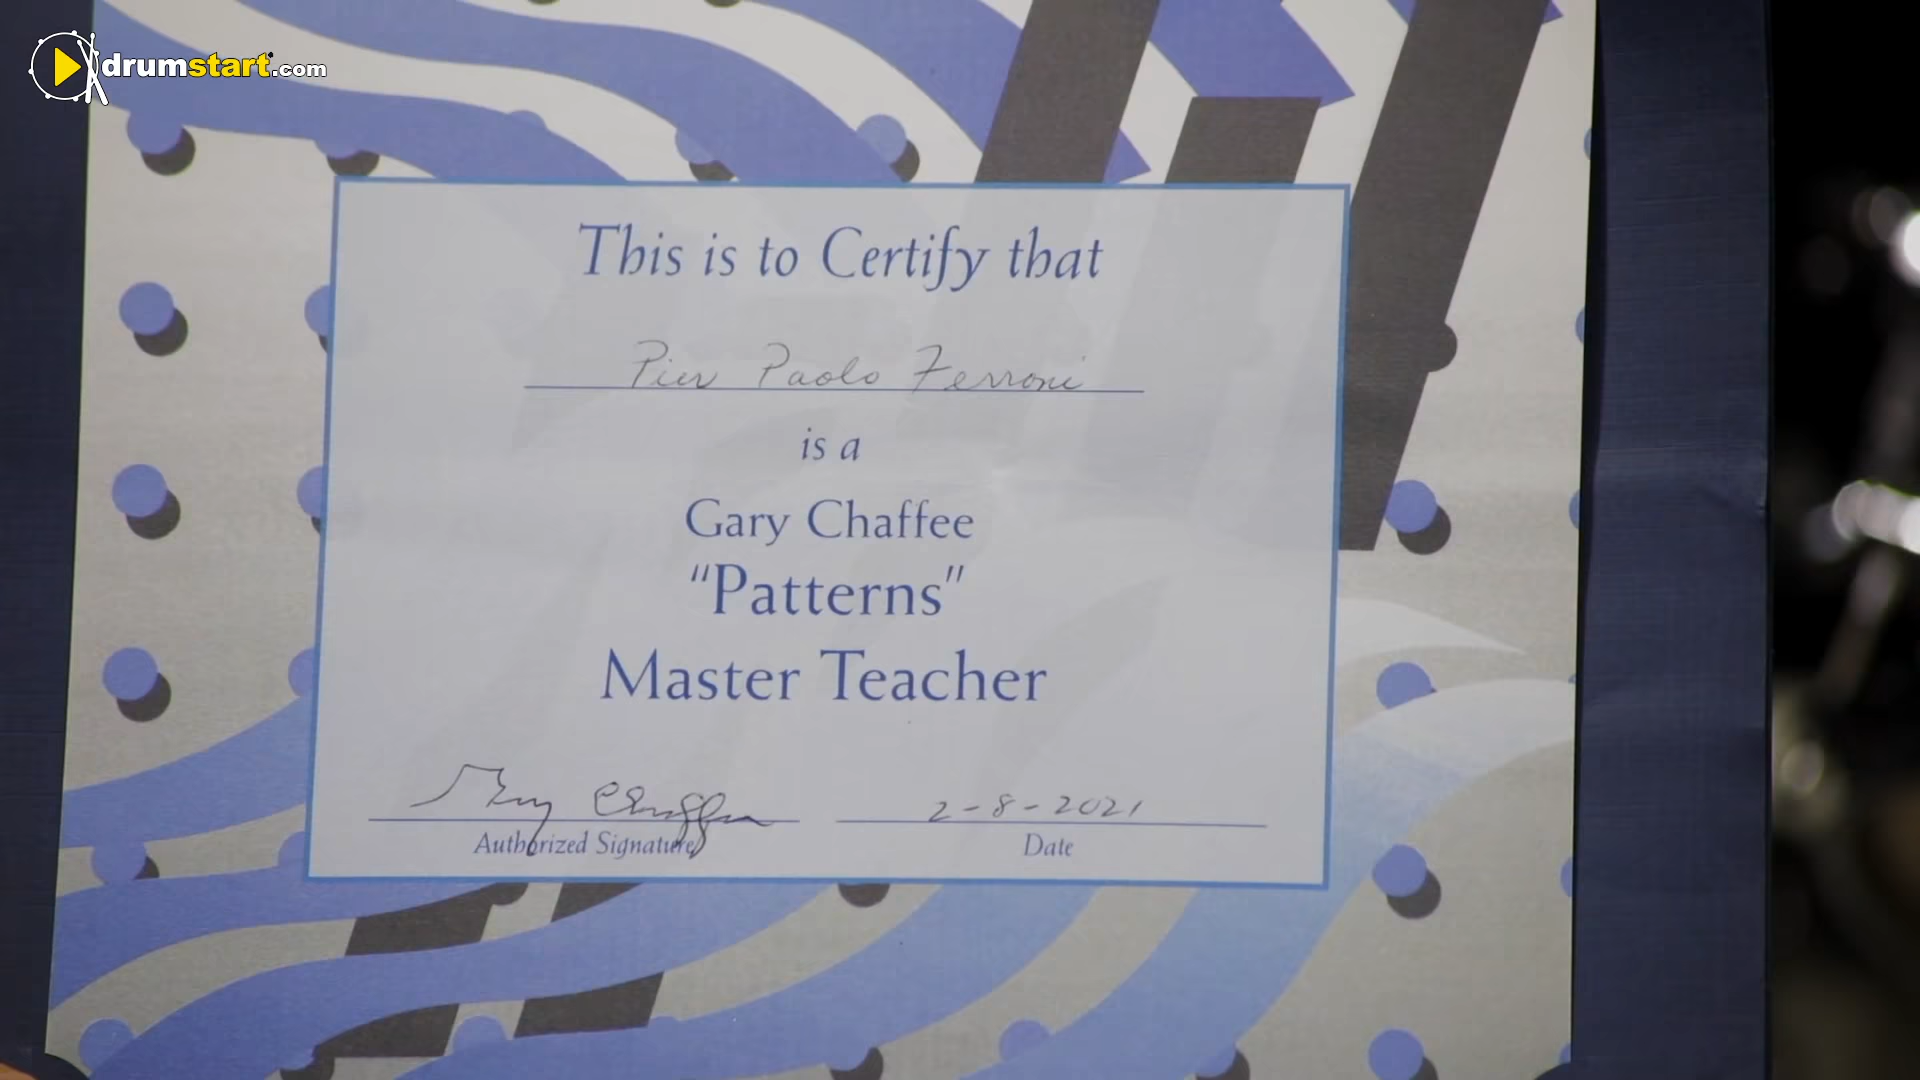 drumstart.com
This is to Certify that
Pier Paolo Ferroni
is a
Gary Chaffee
"Patterns"
Master Teacher
Gary Chaffee
2-8-2021
Authorized Signature
Date